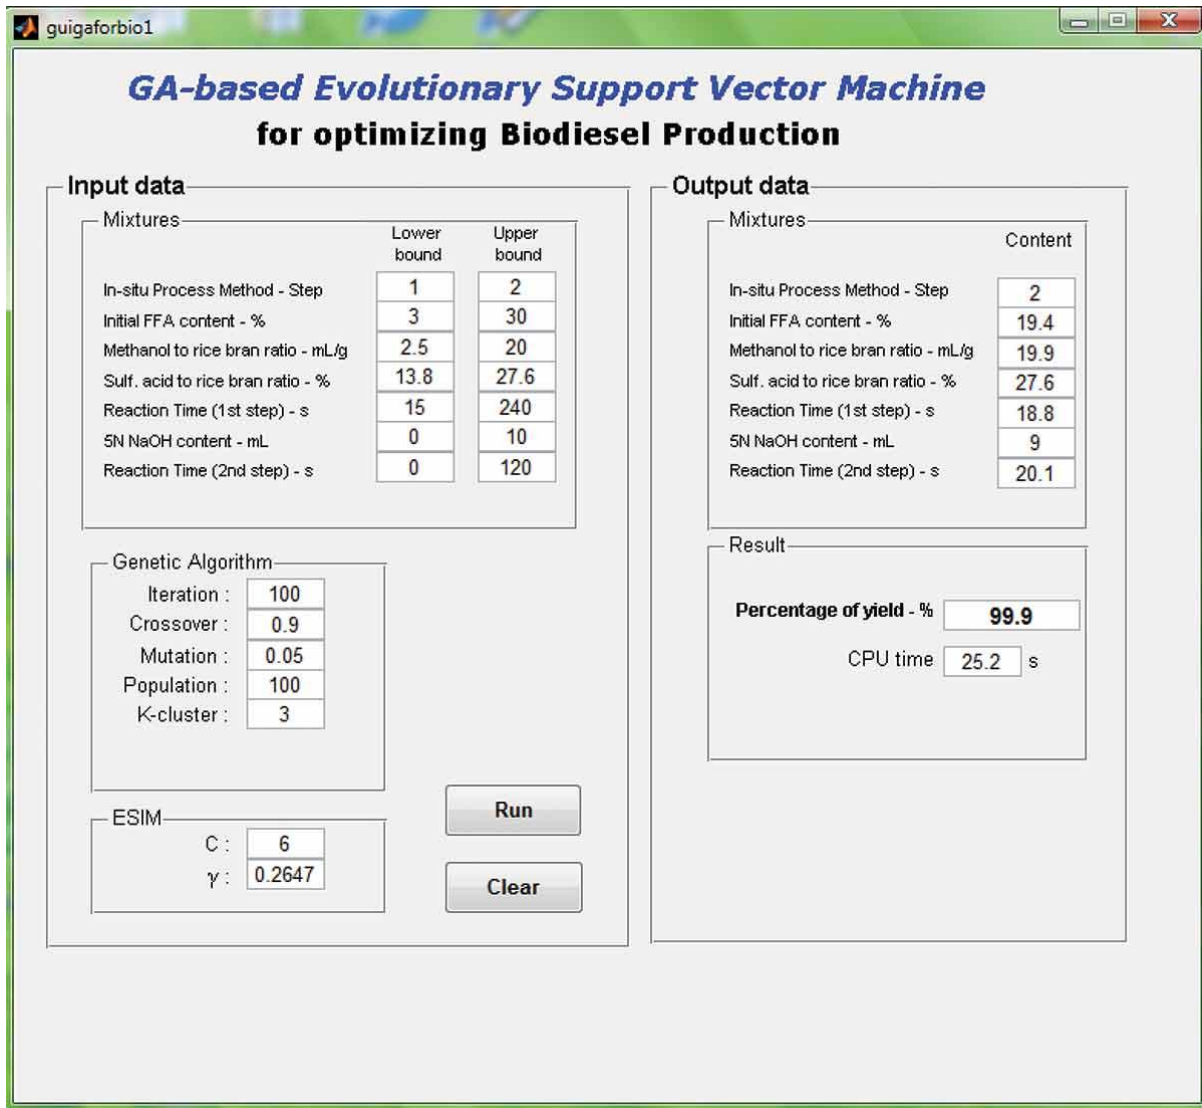 guigaforbio1
GA-based Evolutionary Support Vector Machine
for optimizing Biodiesel Production
Input data
Mixtures
Lower bound
Upper bound
In-situ Process Method - Step 1 2
Initial FFA content - % 3 30
Methanol to rice bran ratio - mL/g 2.5 20
Sulf. acid to rice bran ratio - % 13.8 27.6
Reaction Time (1st step) - s 15 240
5N NaOH content - mL 0 10
Reaction Time (2nd step) - s 0 120
Genetic Algorithm
Iteration : 100
Crossover : 0.9
Mutation : 0.05
Population : 100
K-cluster : 3
ESIM
C : 6
γ : 0.2647
Run
Clear
Output data
Mixtures
Content
In-situ Process Method - Step 2
Initial FFA content - % 19.4
Methanol to rice bran ratio - mL/g 19.9
Sulf. acid to rice bran ratio - % 27.6
Reaction Time (1st step) - s 18.8
5N NaOH content - mL 9
Reaction Time (2nd step) - s 20.1
Result
Percentage of yield - % 99.9
CPU time 25.2 s